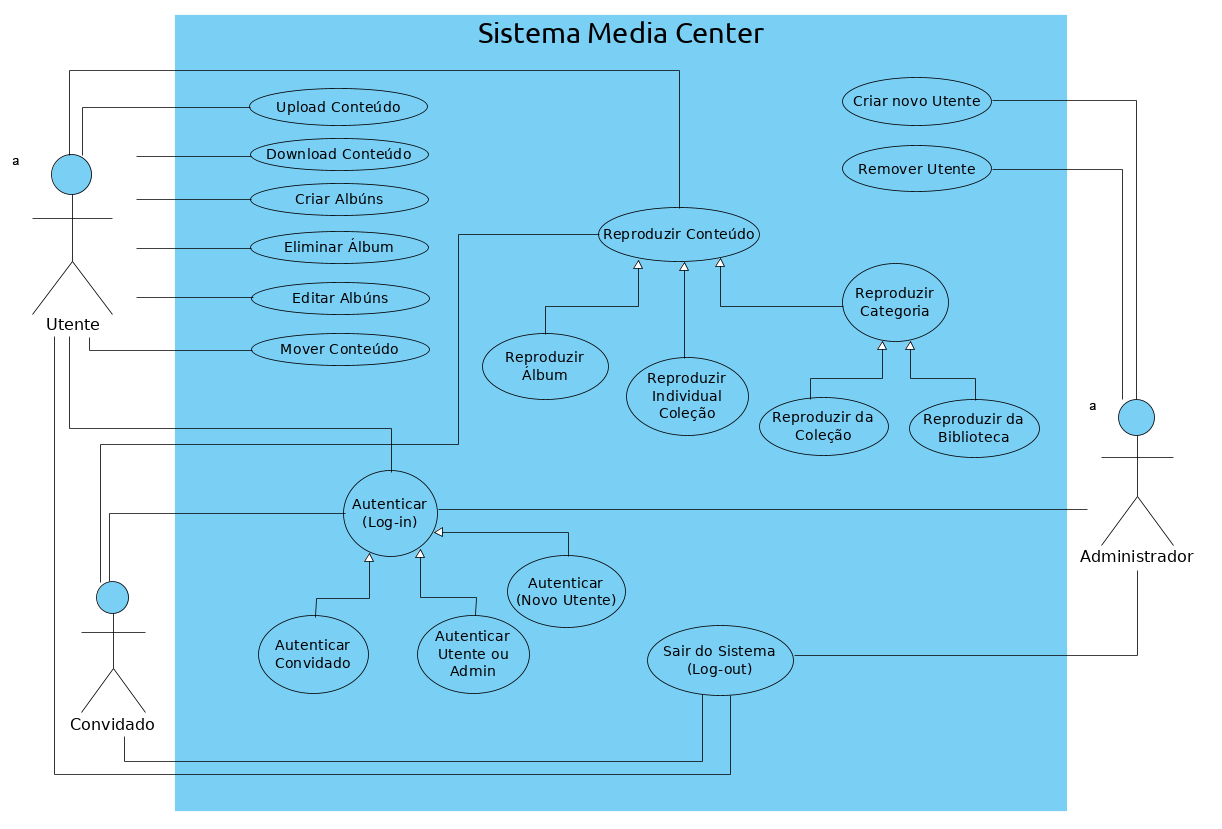 Sistema Media Center
Upload Conteúdo
Criar novo Utente
a
Download Conteúdo
Remover Utente
Criar Albúns
Reproduzir Conteúdo
Eliminar Álbum
Editar Albúns
Reproduzir
Categoria
Utente
Mover Conteúdo
Reproduzir
Álbum
Reproduzir
Individual
Coleção
a
Reproduzir da
Coleção
Reproduzir da
Biblioteca
Autenticar
(Log-in)
Administrador
Autenticar
(Novo Utente)
Autenticar
Convidado
Autenticar
Utente ou
Admin
Sair do Sistema
(Log-out)
Convidado